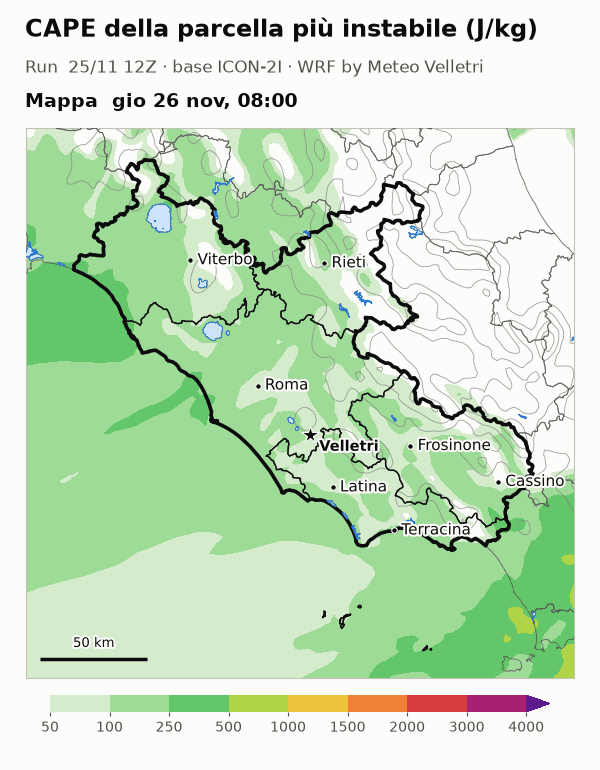 CAPE della parcella più instabile (J/kg)
Run  25/11 12Z · base ICON-2I · WRF by Meteo Velletri
Mappa  gio 26 nov, 08:00
Viterbo
Rieti
Roma
Velletri
Frosinone
Cassino
Latina
Terracina
50 km
50 100 250 500 1000 1500 2000 3000 4000